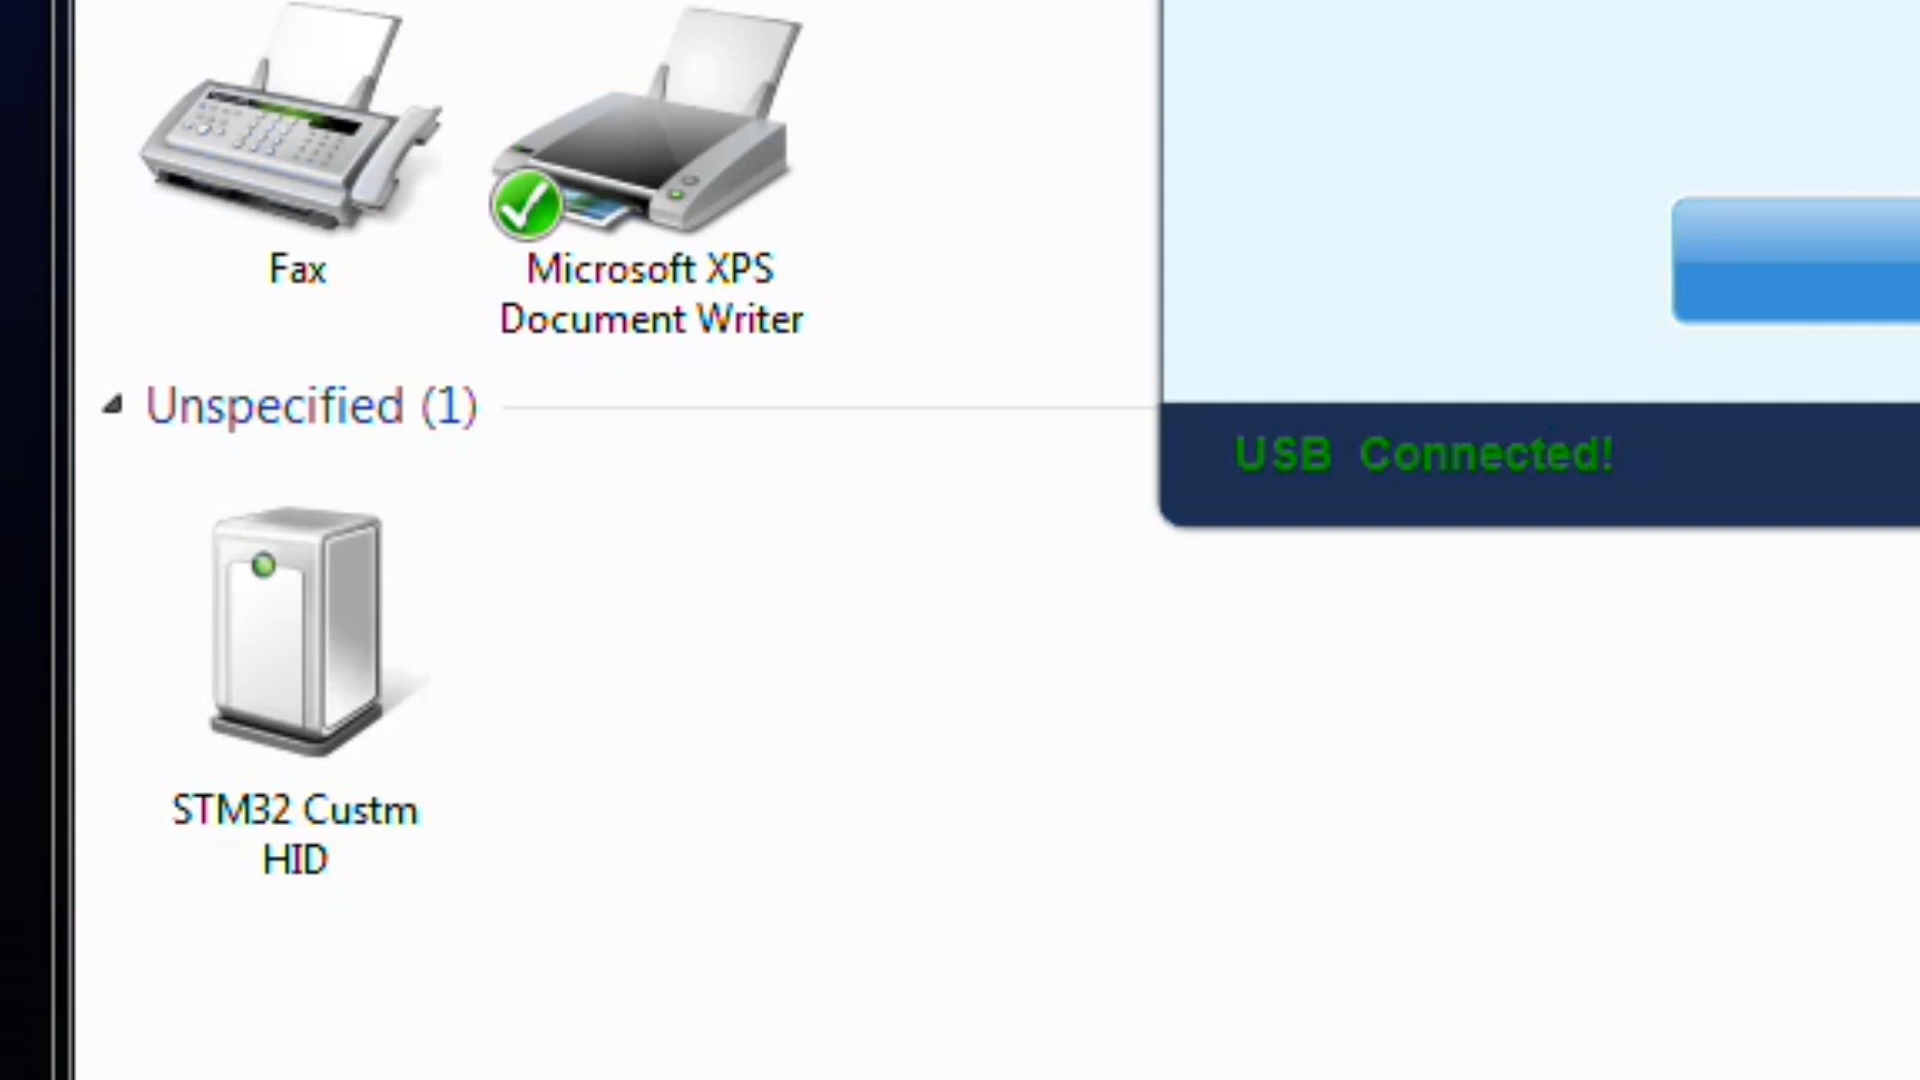 Fax
Microsoft XPS
Document Writer
Unspecified (1)
USB Connected!
STM32 Custm
HID